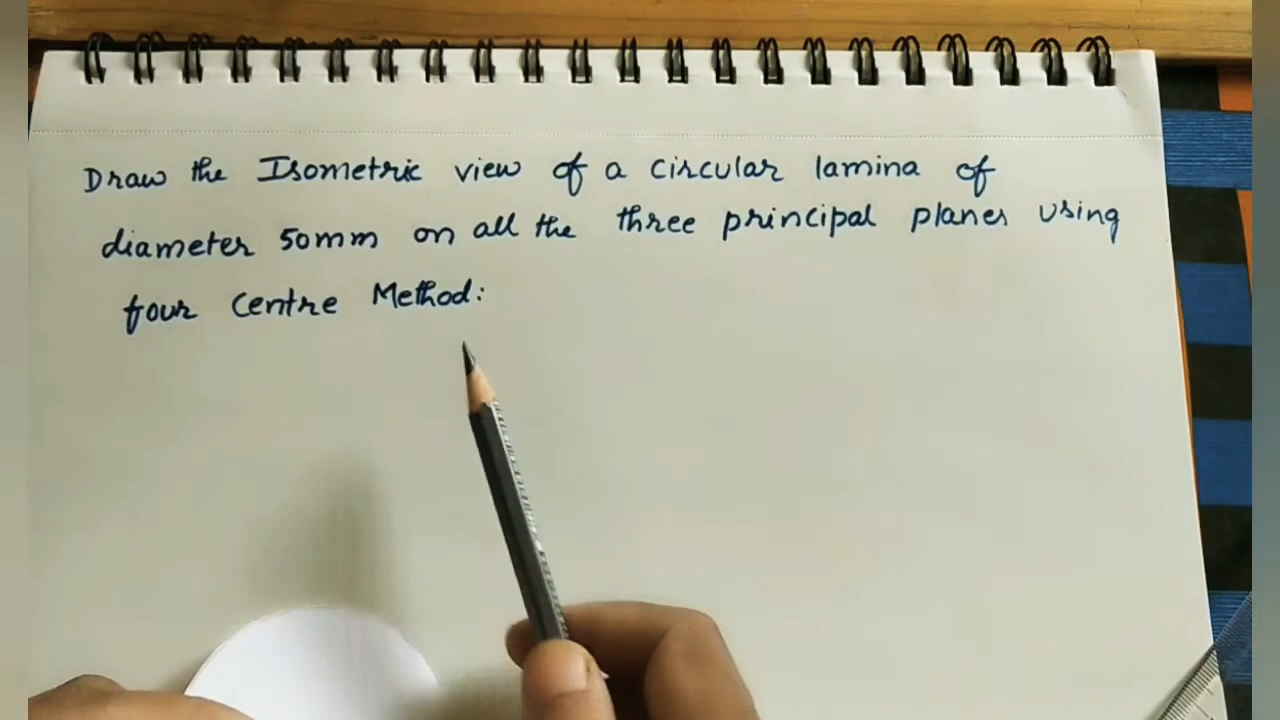 Draw the Isometric view of a circular lamina of
diameter 50mm on all the three principal planes using
four Centre Method: